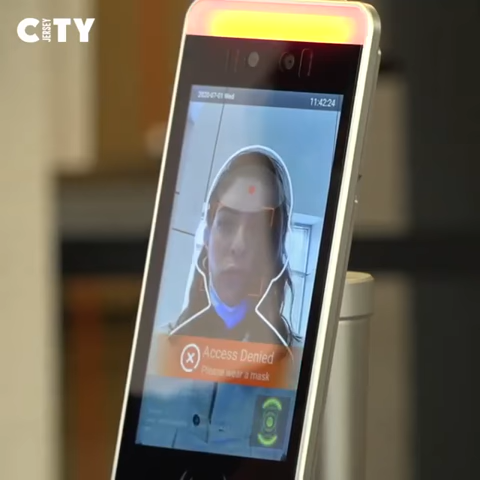 CITY
JERSEY
2020-07-01 Wed
11:42:24
Access Denied
Please wear a mask